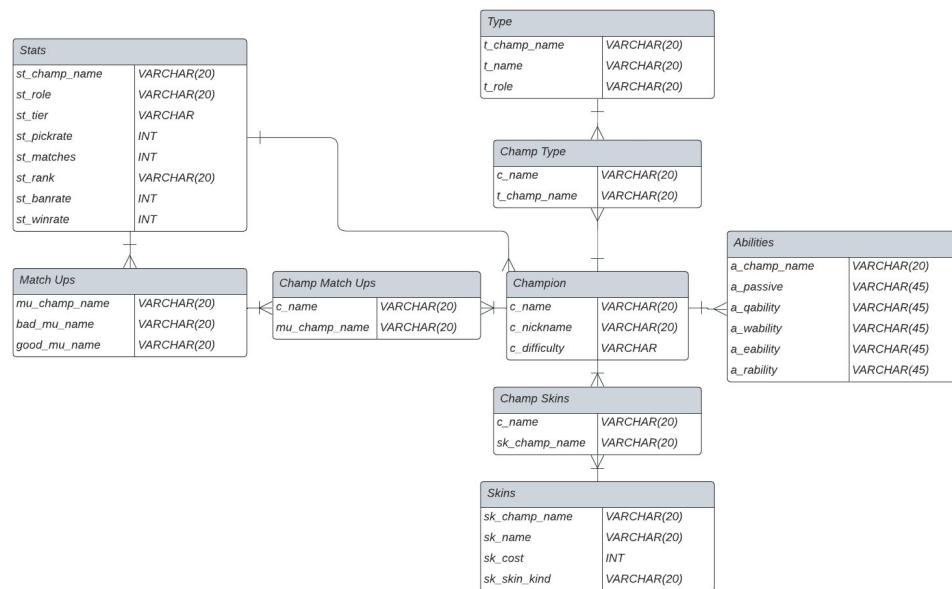 Type
t_champ_name VARCHAR(20)
t_name VARCHAR(20)
t_role VARCHAR(20)
Stats
st_champ_name VARCHAR(20)
st_role VARCHAR(20)
st_tier VARCHAR
st_pickrate INT
st_matches INT
st_rank VARCHAR(20)
st_banrate INT
st_winrate INT
Champ Type
c_name VARCHAR(20)
t_champ_name VARCHAR(20)
Match Ups
mu_champ_name VARCHAR(20)
bad_mu_name VARCHAR(20)
good_mu_name VARCHAR(20)
Champ Match Ups
c_name VARCHAR(20)
mu_champ_name VARCHAR(20)
Champion
c_name VARCHAR(20)
c_nickname VARCHAR(20)
c_difficulty VARCHAR
Abilities
a_champ_name VARCHAR(20)
a_passive VARCHAR(45)
a_qability VARCHAR(45)
a_wability VARCHAR(45)
a_eability VARCHAR(45)
a_rability VARCHAR(45)
Champ Skins
c_name VARCHAR(20)
sk_champ_name VARCHAR(20)
Skins
sk_champ_name VARCHAR(20)
sk_name VARCHAR(20)
sk_cost INT
sk_skin_kind VARCHAR(20)